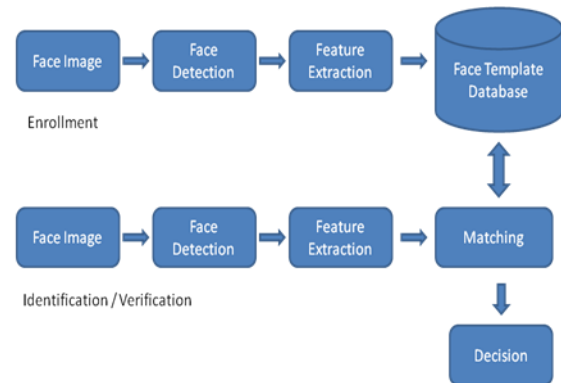 Face Image
Face
Detection
Feature
Extraction
Face Template
Database
Enrollment
Face Image
Face
Detection
Feature
Extraction
Matching
Identification / Verification
Decision